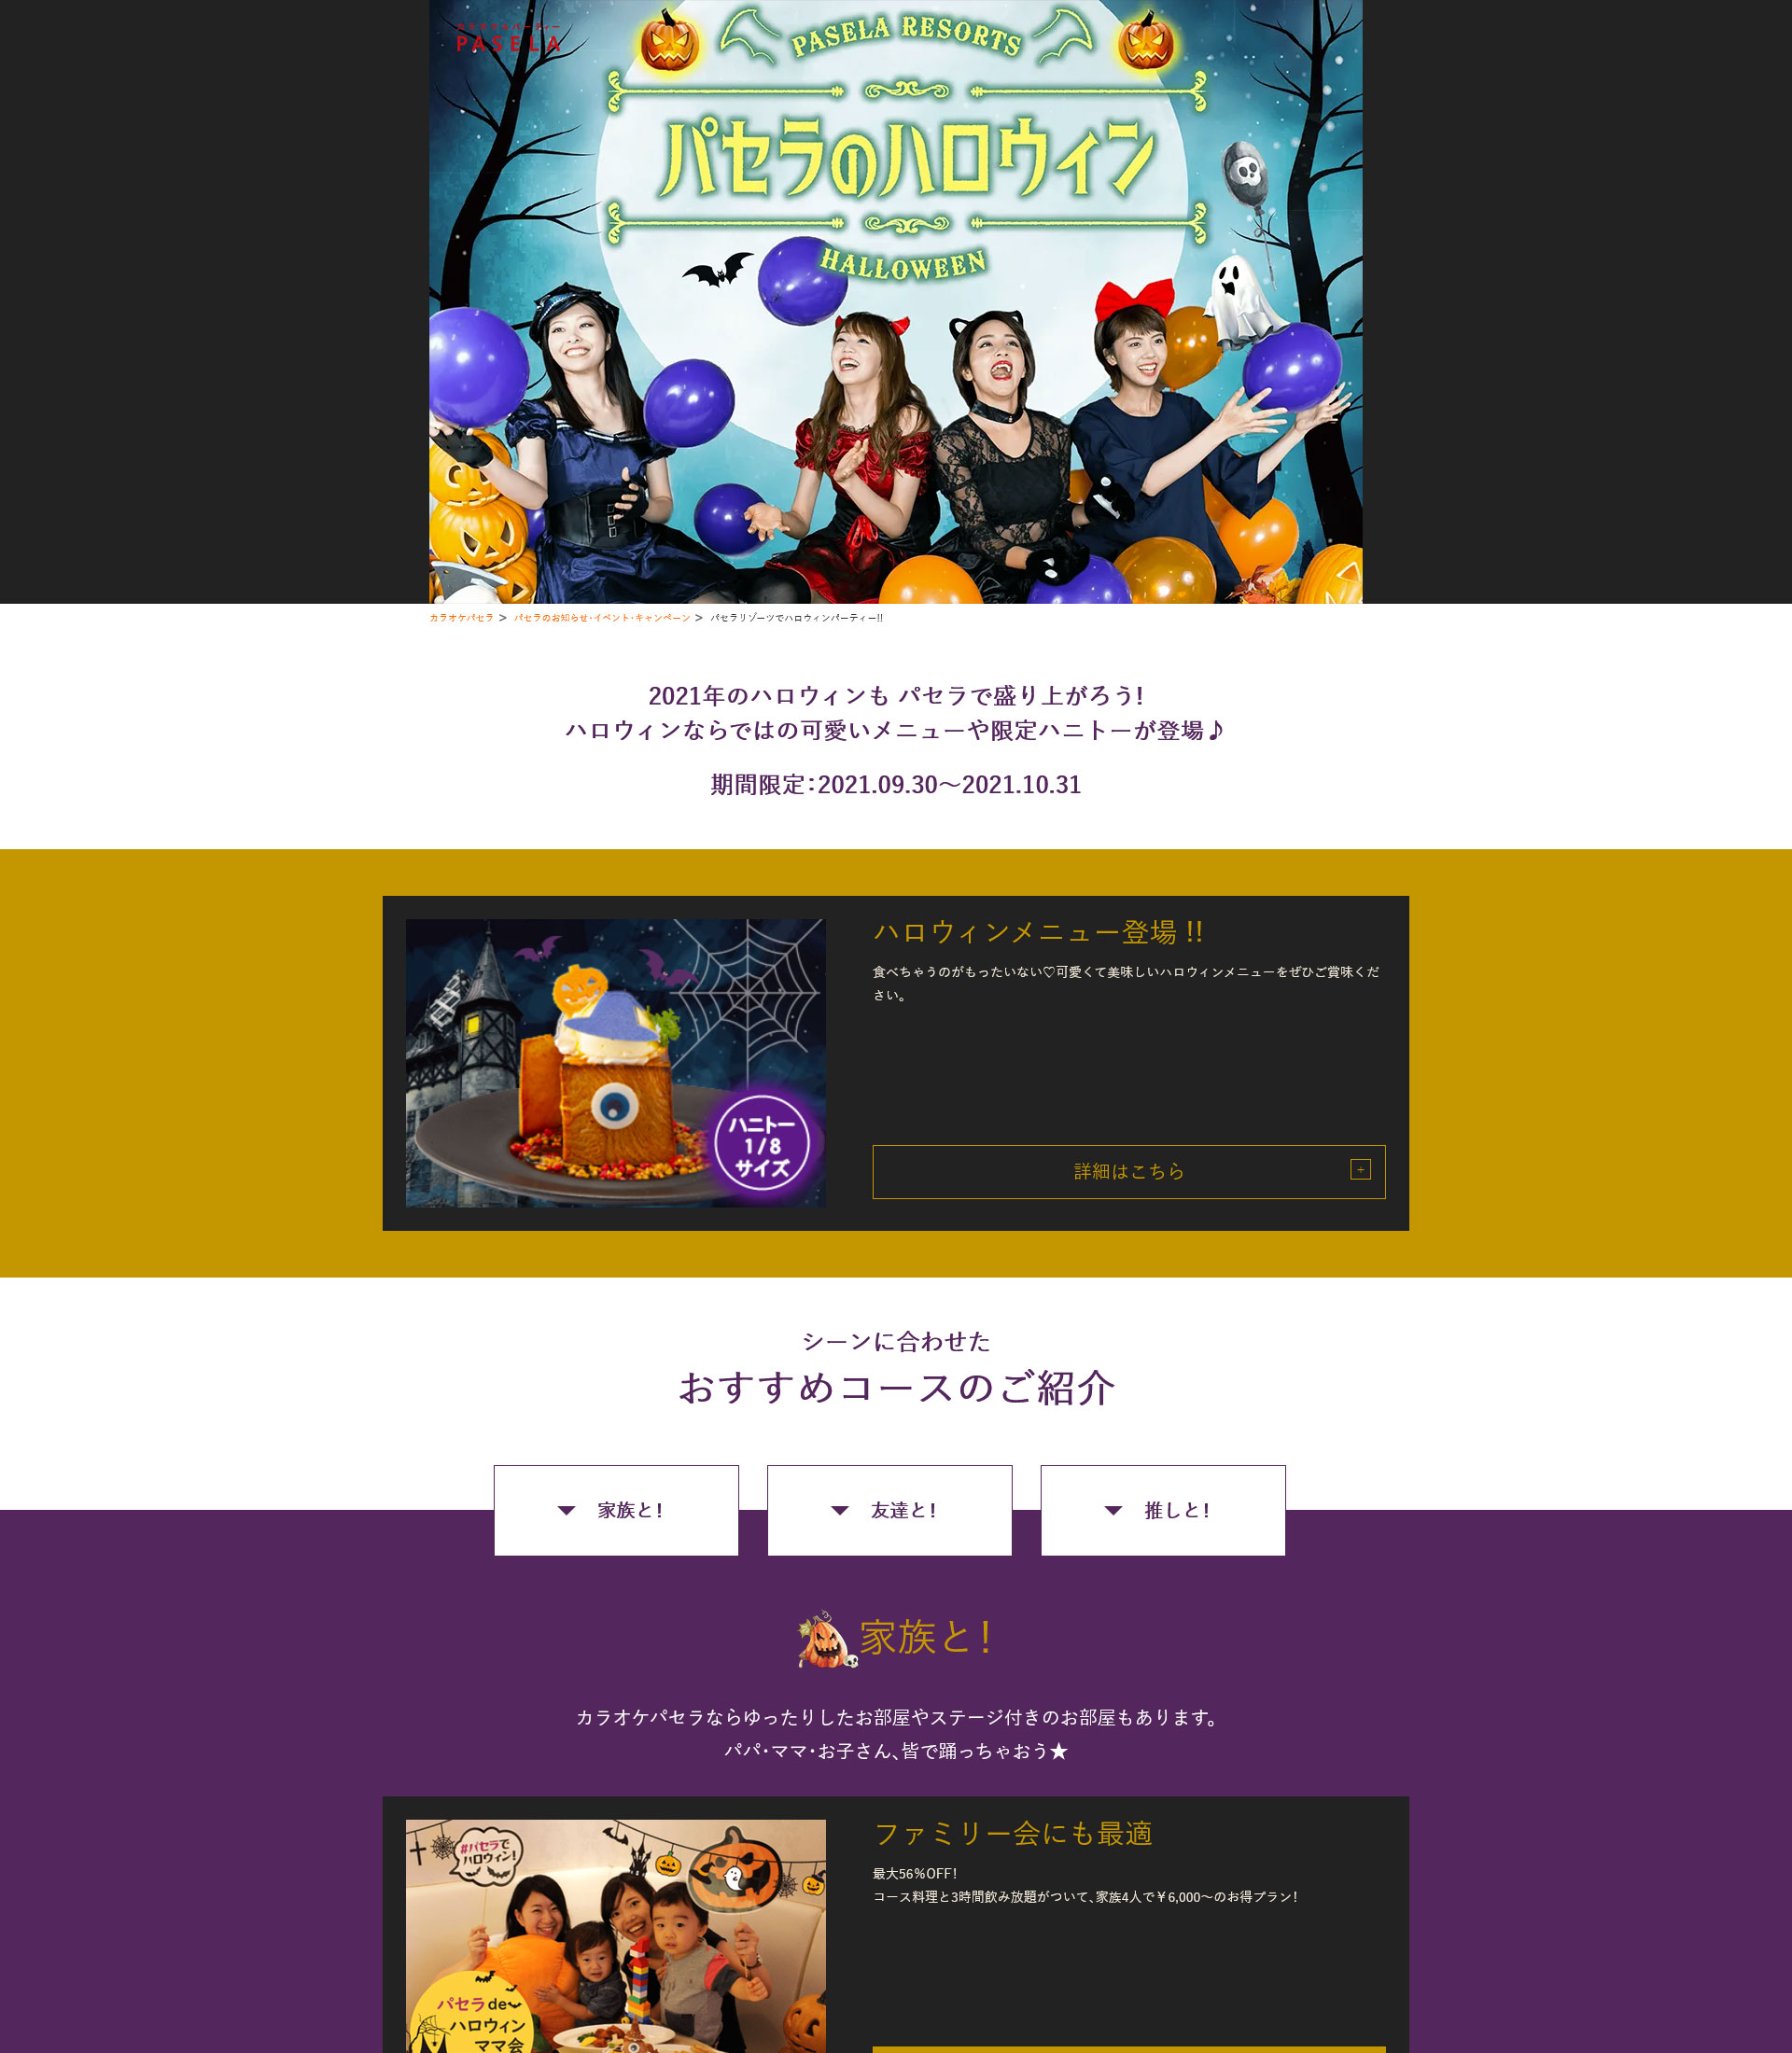 PASELA
PASELA RESORTS
パセラのハロウィン
HALLOWEEN
カラオケパセラ > パセラのお知らせ・イベント・キャンペーン > パセラリゾーツでハロウィンパーティー!!
2021年のハロウィンも パセラで盛り上がろう!
ハロウィンならではの可愛いメニューや限定ハニトーが登場♪
期間限定：2021.09.30～2021.10.31
ハロウィンメニュー登場 !!
食べちゃうのがもったいない♡可愛くて美味しいハロウィンメニューをぜひご賞味くだ
さい。
ハニトー
1/8
サイズ
詳細はこちら
シーンに合わせた
おすすめコースのご紹介
家族と！
友達と！
推しと！
家族と！
カラオケパセラならゆったりしたお部屋やステージ付きのお部屋もあります。
パパ・ママ・お子さん、皆で踊っちゃおう★
ファミリー会にも最適
最大56％OFF！
コース料理と3時間飲み放題がついて、家族4人で￥6,000～のお得プラン！
#パセラで
ハロウィン!
パセラde
ハロウィン
ママ会